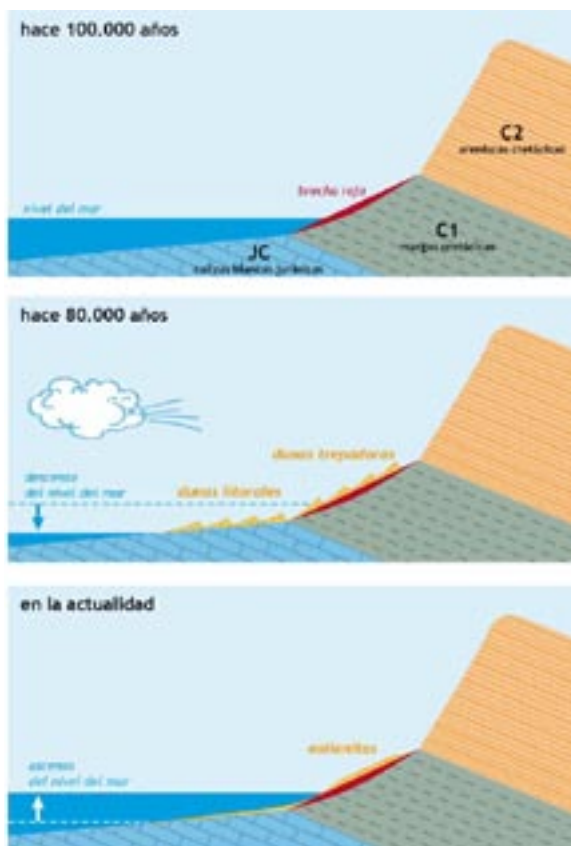 hace 100.000 años
C2
areniscas cretácicas
brecha roja
nivel del mar
C1
margas cretácicas
JC
calizas blancas jurásicas
hace 80.000 años
dunas trepadoras
descenso
del nivel del mar
dunas litorales
en la actualidad
eolianitas
ascenso
del nivel del mar